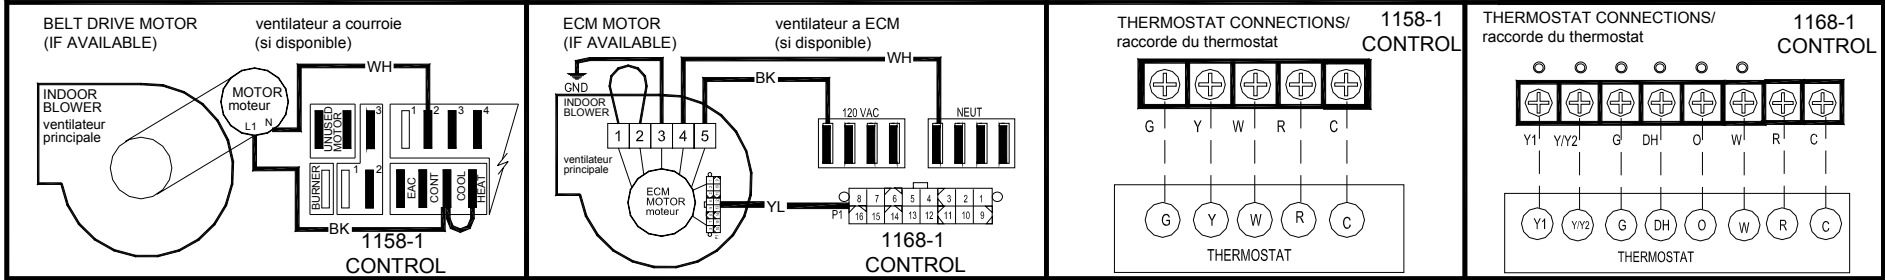 BELT DRIVE MOTOR
(IF AVAILABLE)
ventilateur a courroie
(si disponible)
WH
INDOOR
BLOWER
ventilateur
principale
MOTOR
moteur
L1 N
UNUSED
MOTOR
3
1 2 3 4
BURNER
1 2
EAC
CONT
COOL
HEAT
BK
1158-1
CONTROL
ECM MOTOR
(IF AVAILABLE)
ventilateur a ECM
(si disponible)
GND
WH
BK
INDOOR
BLOWER
120 VAC
NEUT
1 2 3 4 5
ventilateur
principale
ECM
MOTOR
moteur
YL
P1
8 7 6 5 4 3 2 1
16 15 14 13 12 11 10 9
1168-1
CONTROL
THERMOSTAT CONNECTIONS/
raccorde du thermostat
1158-1
CONTROL
G Y W R C
G Y W R C
THERMOSTAT
THERMOSTAT CONNECTIONS/
raccorde du thermostat
1168-1
CONTROL
Y1 Y/Y2 G DH O W R C
Y1 Y/Y2 G DH O W R C
THERMOSTAT